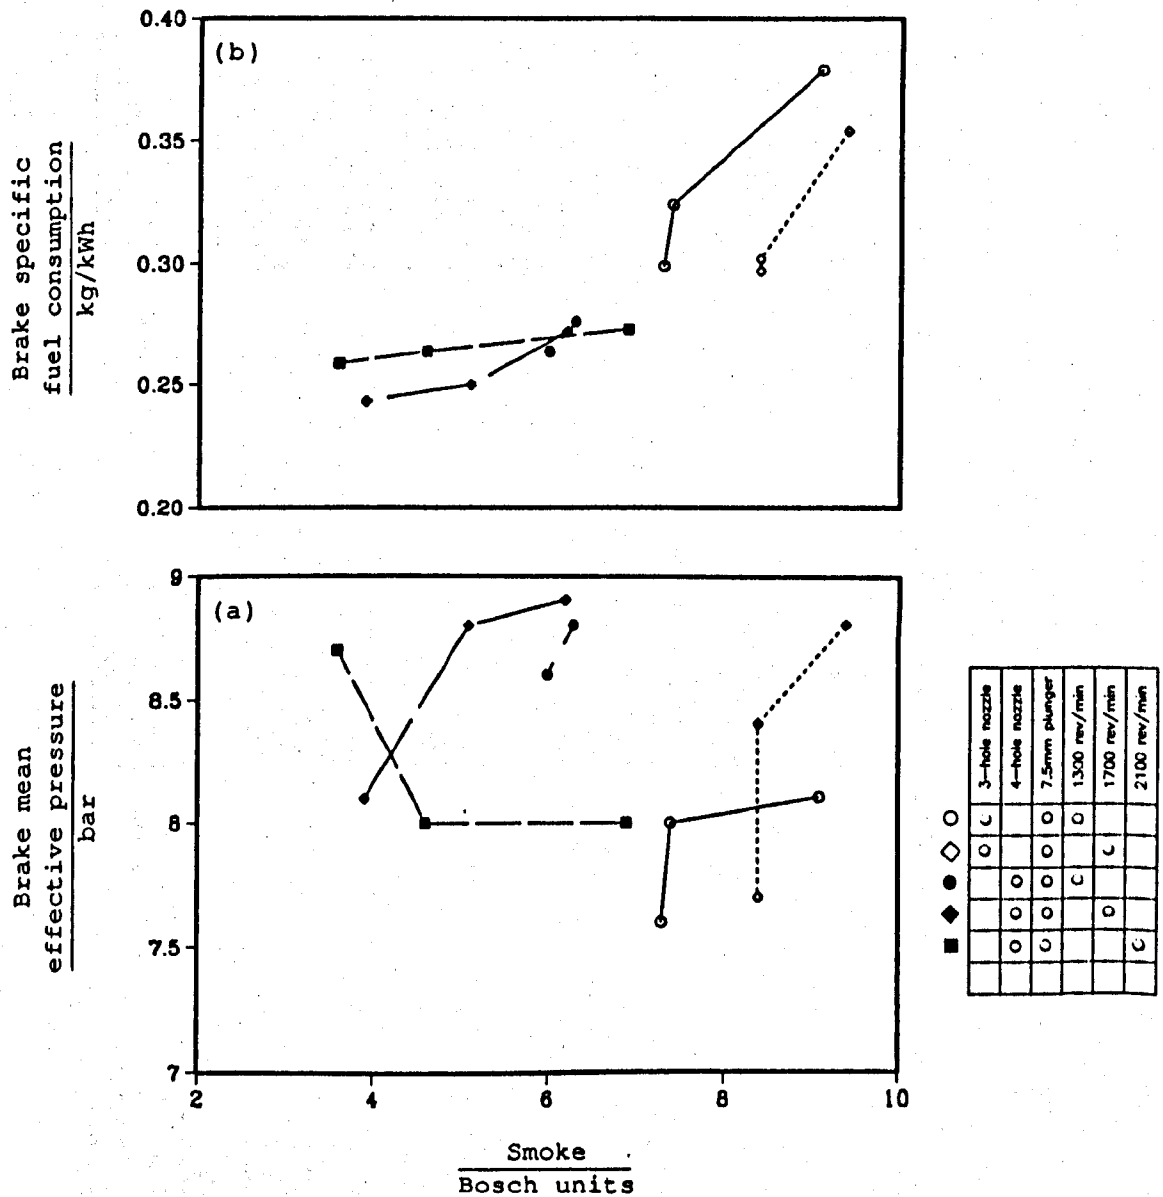 0.40
(b)
0.35
0.30
0.25
0.20
Brake specific
fuel consumption
kg/kWh
9
(a)
8.5
8
7.5
7
Brake mean
effective pressure
bar
2 4 6 8 10
Smoke
Bosch units
3-hole nozzle
4-hole nozzle
7.5mm plunger
1300 rev/min
1700 rev/min
2100 rev/min